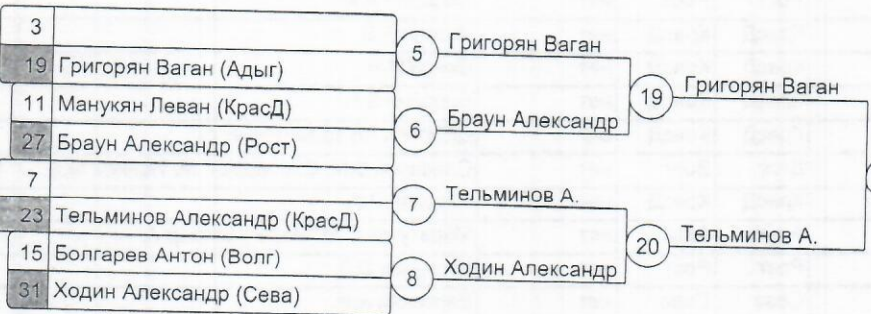 3
19 Григорян Ваган (Адыг)
5 Григорян Ваган
11 Манукян Леван (КрасД)
27 Браун Александр (Рост)
6 Браун Александр
19 Григорян Ваган
7
23 Тельминов Александр (КрасД)
7 Тельминов А.
15 Болгарев Антон (Волг)
31 Ходин Александр (Сева)
8 Ходин Александр
20 Тельминов А.